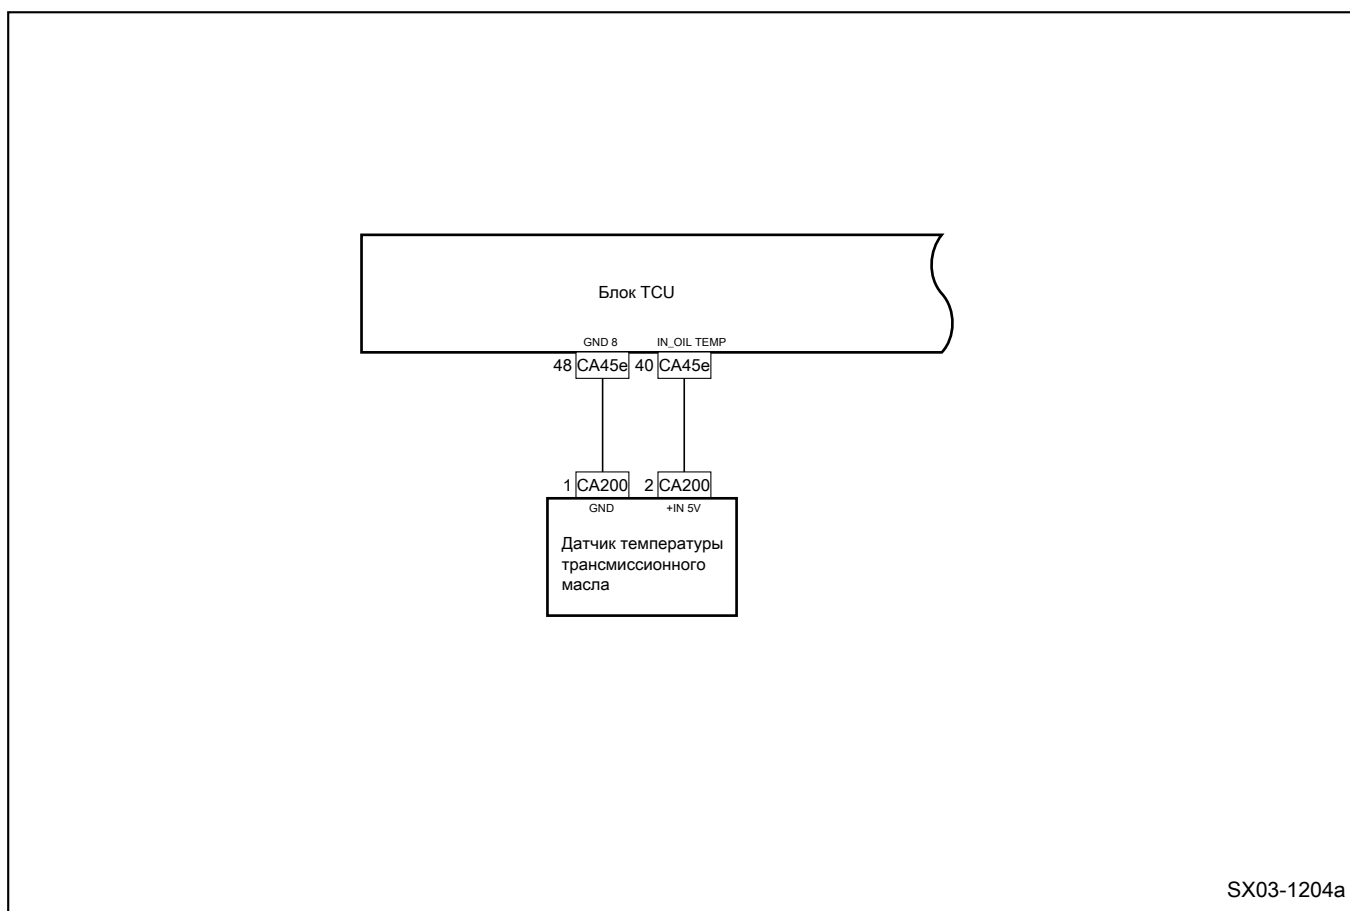 Блок TCU
GND 8 IN_OIL TEMP
48 CA45e 40 CA45e
1 CA200 2 CA200
GND +IN 5V
Датчик температуры
трансмиссионного
масла
SX03-1204a